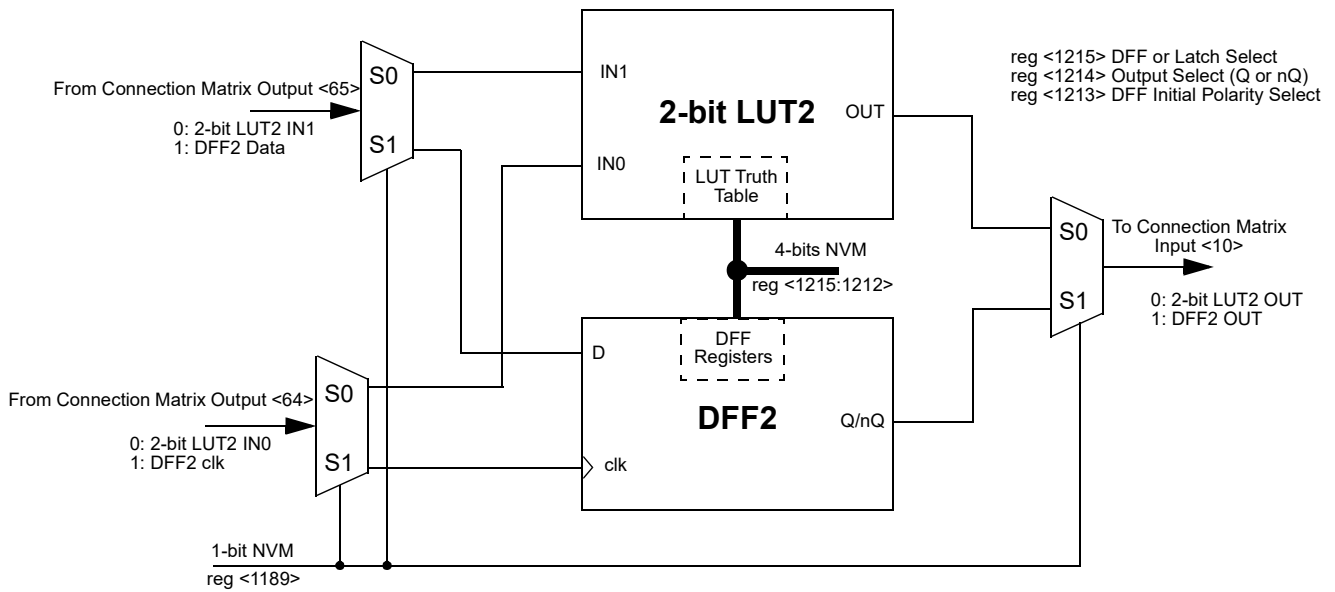 From Connection Matrix Output <65>
0: 2-bit LUT2 IN1
1: DFF2 Data
S0
S1
IN1
IN0
2-bit LUT2
OUT
LUT Truth
Table
reg <1215> DFF or Latch Select
reg <1214> Output Select (Q or nQ)
reg <1213> DFF Initial Polarity Select
4-bits NVM
reg <1215:1212>
S0
S1
To Connection Matrix
Input <10>
0: 2-bit LUT2 OUT
1: DFF2 OUT
From Connection Matrix Output <64>
0: 2-bit LUT2 IN0
1: DFF2 clk
S0
S1
D
clk
DFF
Registers
DFF2
Q/nQ
1-bit NVM
reg <1189>